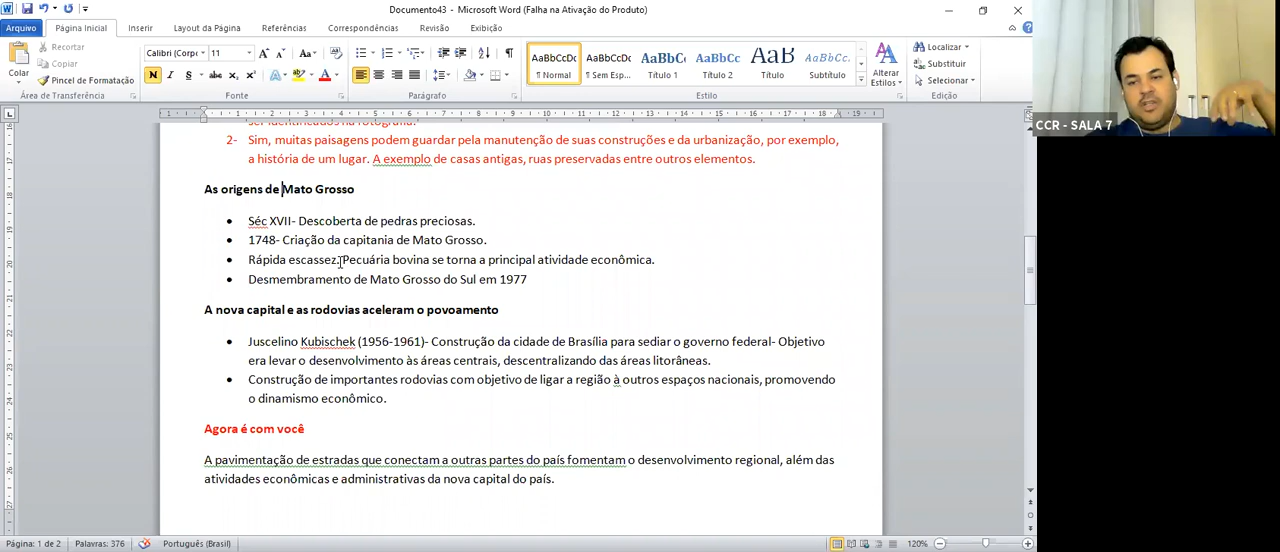 Documento43 - Microsoft Word (Falha na Ativação do Produto)
Arquivo Página Inicial Inserir Layout da Página Referências Correspondências Revisão Exibição
Colar
Recortar
Copiar
Pincel de Formatação
Área de Transferência
Calibri (Corpo 11
N I S abc x₂ x²
Fonte
Parágrafo
AaBbCcDc AaBbCcDc AaBbC AaBbCc AaB AaBbCcL
¶ Normal ¶ Sem Esp... Título 1 Título 2 Título Subtítulo
Alterar Estilos
Estilo
Localizar
Substituir
Selecionar
Edição
CCR - SALA 7
2- Sim, muitas paisagens podem guardar pela manutenção de suas construções e da urbanização, por exemplo,
a história de um lugar. A exemplo de casas antigas, ruas preservadas entre outros elementos.
As origens de Mato Grosso
• Séc XVII- Descoberta de pedras preciosas.
• 1748- Criação da capitania de Mato Grosso.
• Rápida escassez. Pecuária bovina se torna a principal atividade econômica.
• Desmembramento de Mato Grosso do Sul em 1977
A nova capital e as rodovias aceleram o povoamento
• Juscelino Kubischek (1956-1961)- Construção da cidade de Brasília para sediar o governo federal- Objetivo
era levar o desenvolvimento às áreas centrais, descentralizando das áreas litorâneas.
• Construção de importantes rodovias com objetivo de ligar a região à outros espaços nacionais, promovendo
o dinamismo econômico.
Agora é com você
A pavimentação de estradas que conectam a outras partes do país fomentam o desenvolvimento regional, além das
atividades econômicas e administrativas da nova capital do país.
Página: 1 de 2 Palavras: 376 Português (Brasil) 120%